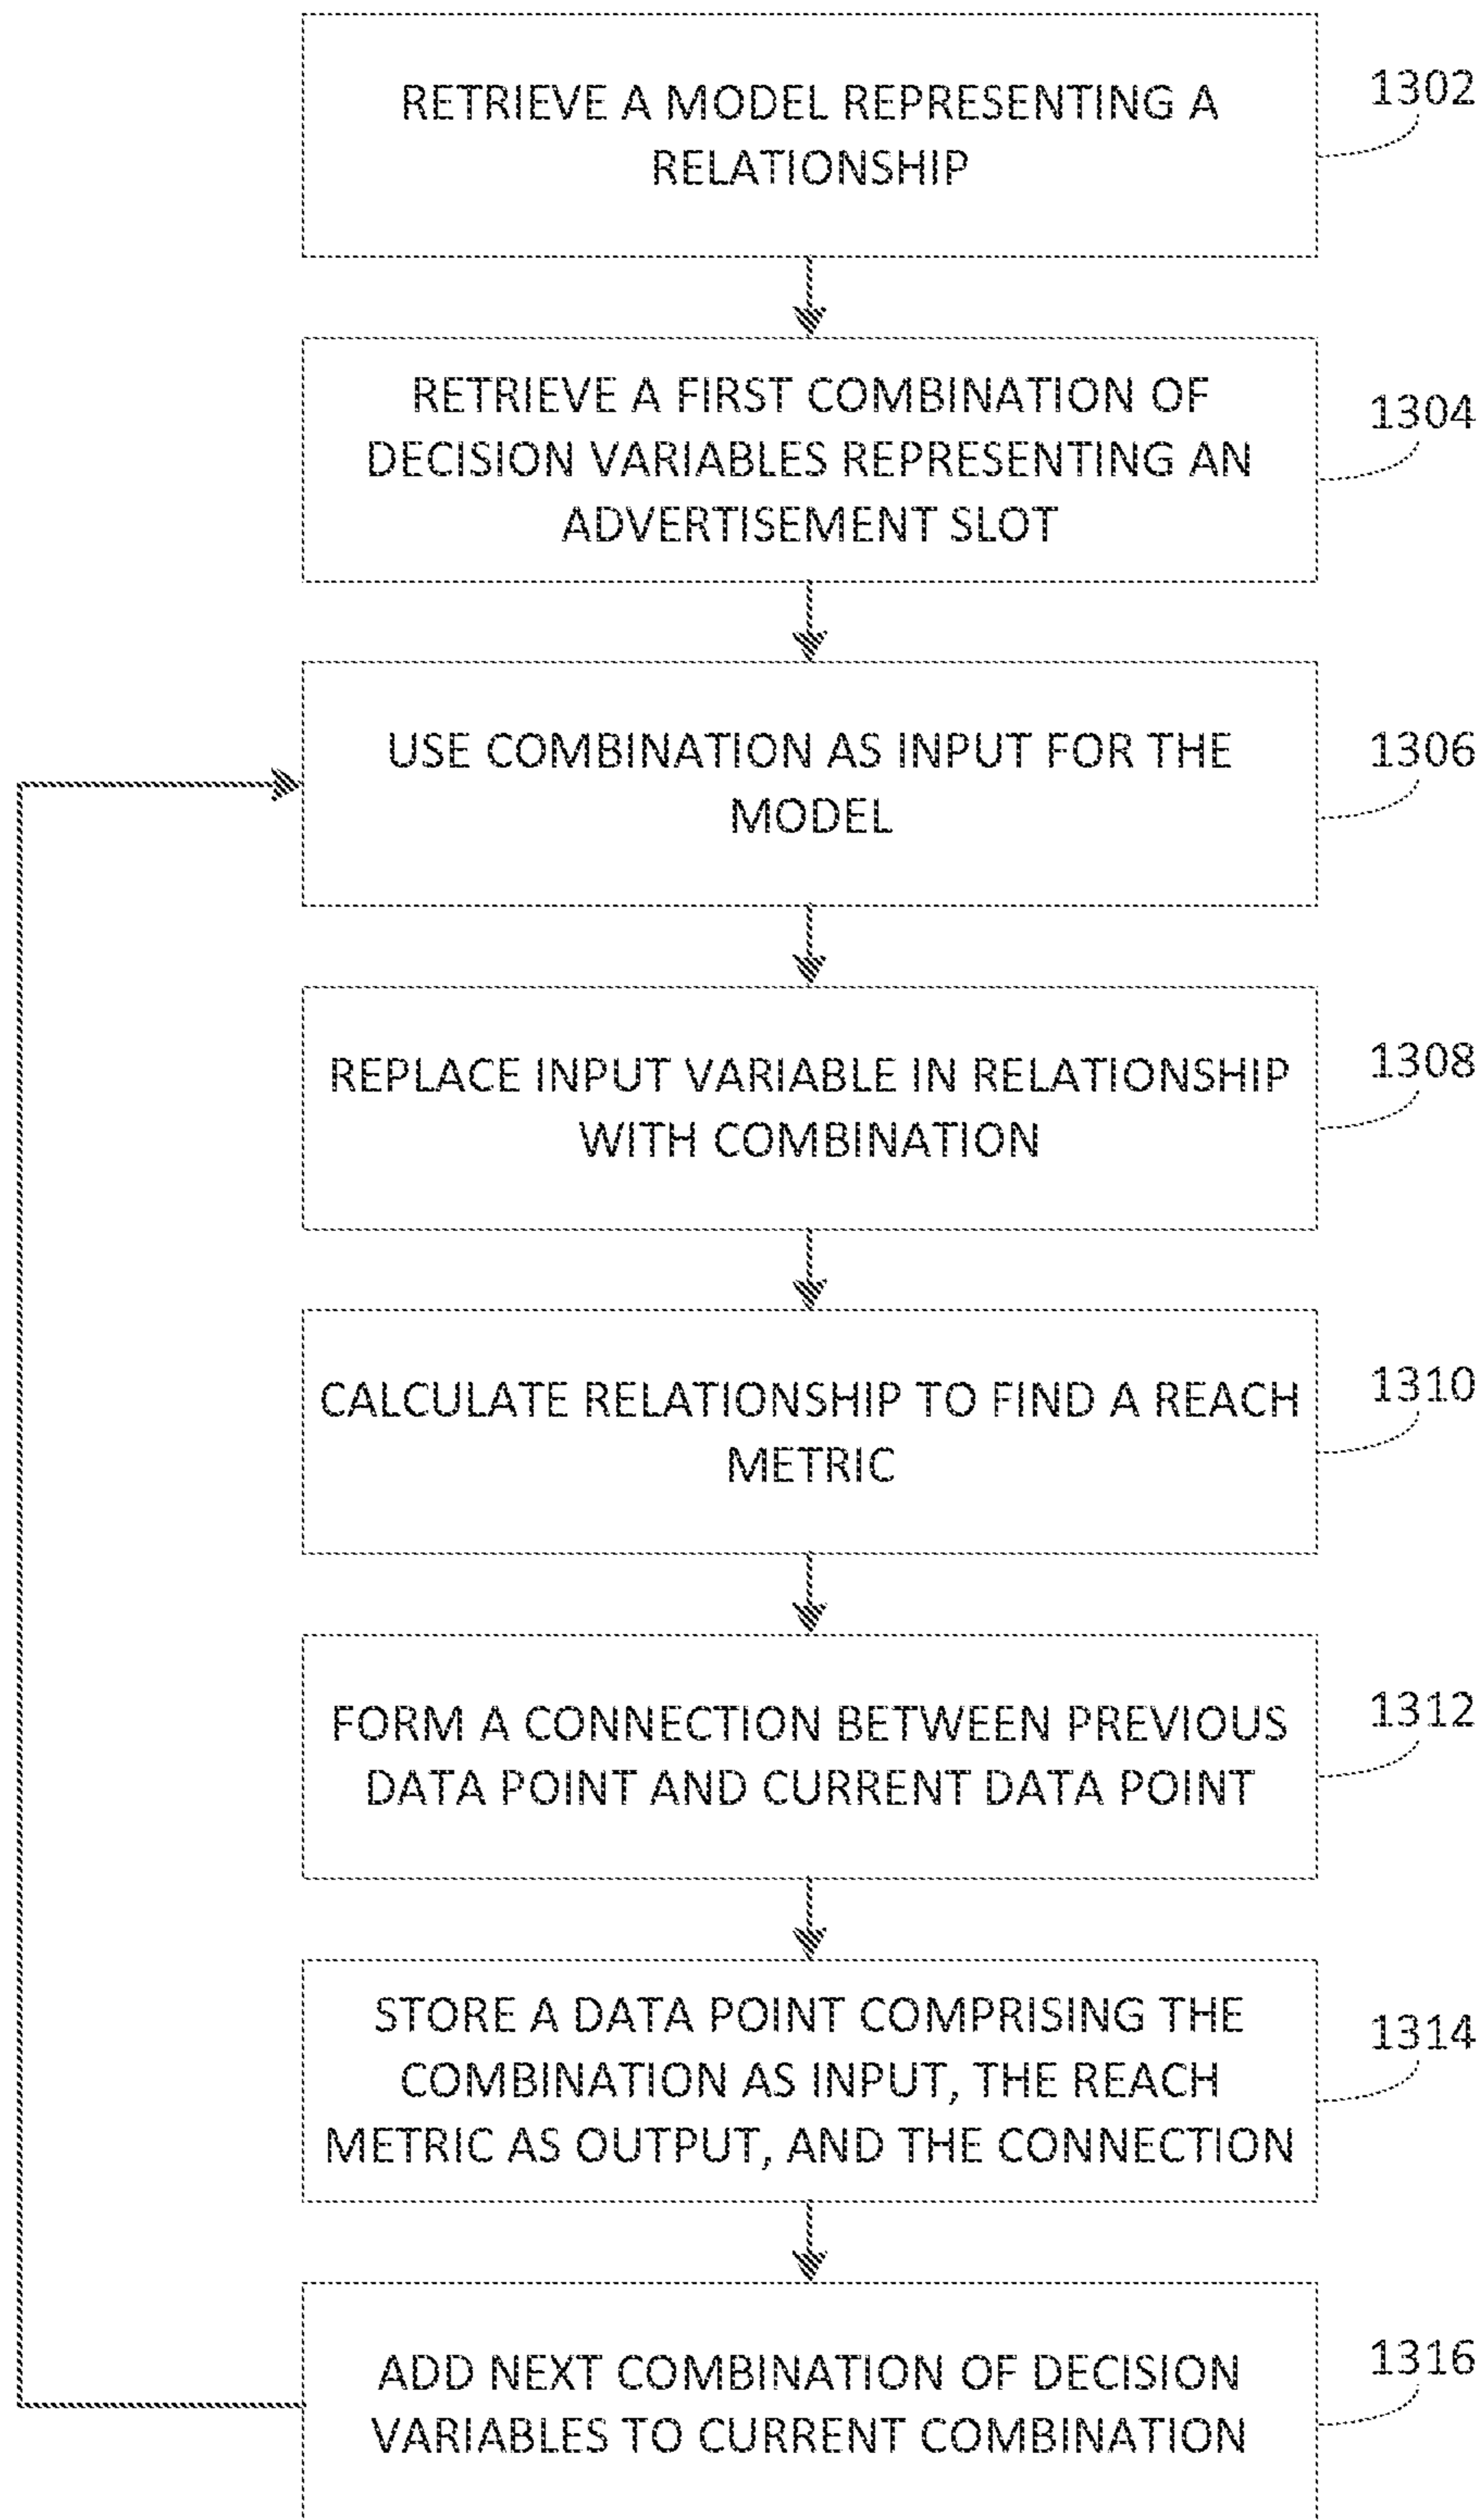 RETRIEVE A MODEL REPRESENTING A
RELATIONSHIP
1302
RETRIEVE A FIRST COMBINATION OF
DECISION VARIABLES REPRESENTING AN
ADVERTISEMENT SLOT
1304
USE COMBINATION AS INPUT FOR THE
MODEL
1306
REPLACE INPUT VARIABLE IN RELATIONSHIP
WITH COMBINATION
1308
CALCULATE RELATIONSHIP TO FIND A REACH
METRIC
1310
FORM A CONNECTION BETWEEN PREVIOUS
DATA POINT AND CURRENT DATA POINT
1312
STORE A DATA POINT COMPRISING THE
COMBINATION AS INPUT, THE REACH
METRIC AS OUTPUT, AND THE CONNECTION
1314
ADD NEXT COMBINATION OF DECISION
VARIABLES TO CURRENT COMBINATION
1316